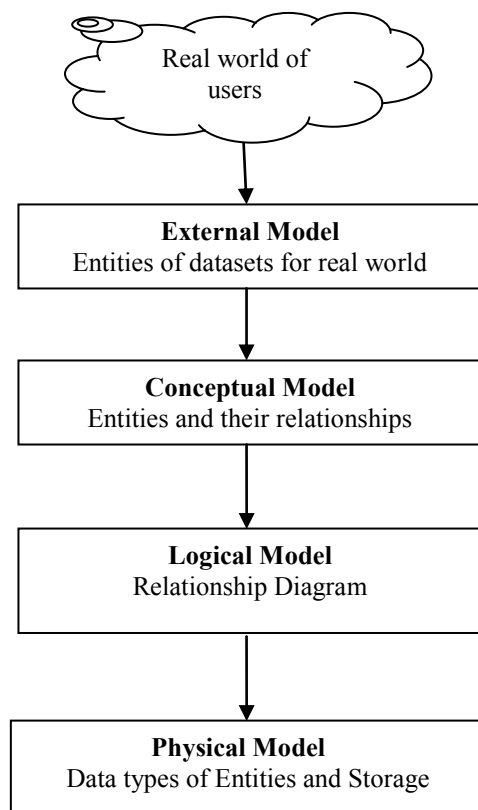 Real world of
users
External Model
Entities of datasets for real world
Conceptual Model
Entities and their relationships
Logical Model
Relationship Diagram
Physical Model
Data types of Entities and Storage